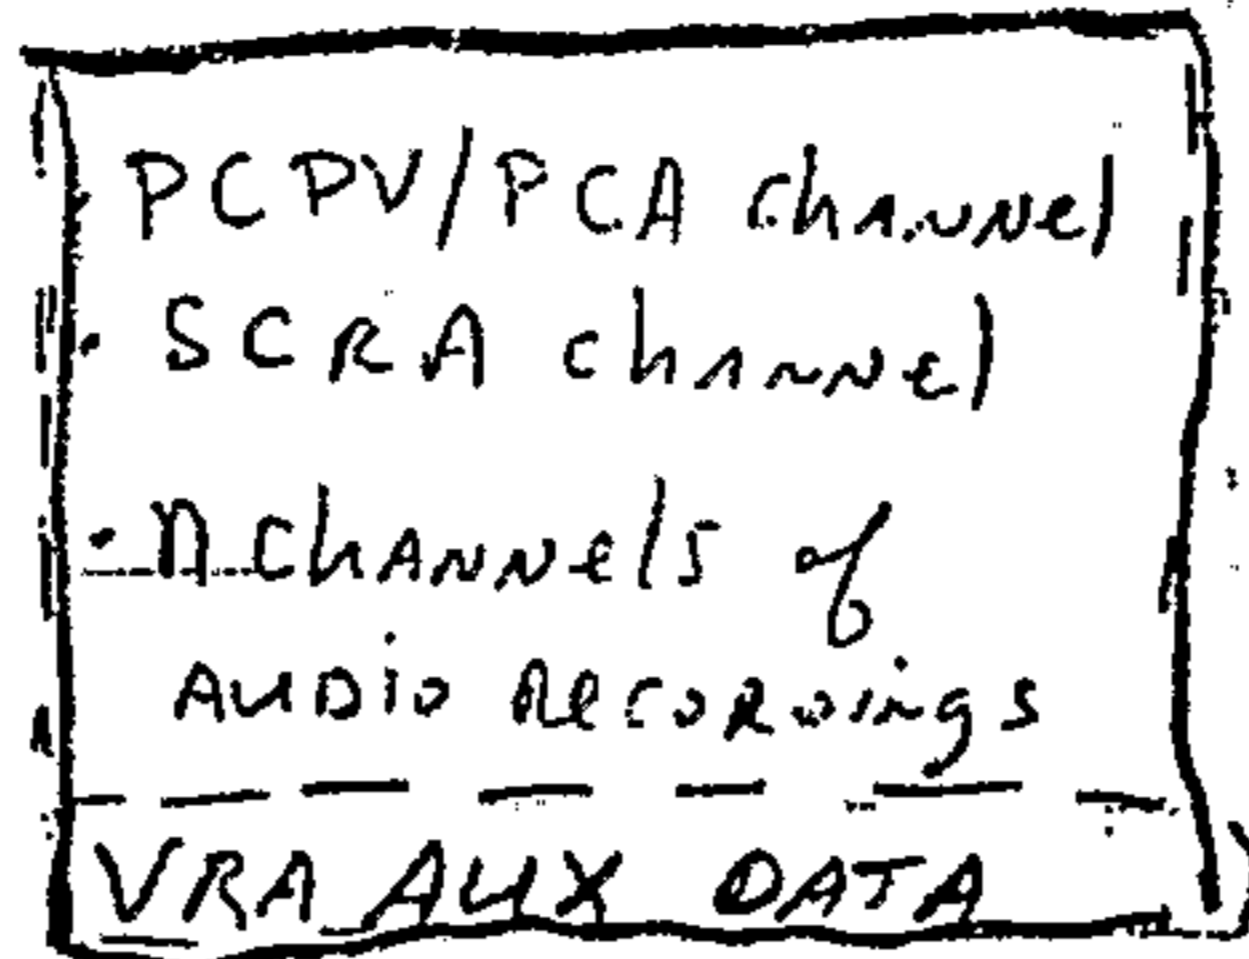 · PCPV/PCA channel
· SCRA channel
· n channels of
Audio Recordings
VRA AUX DATA